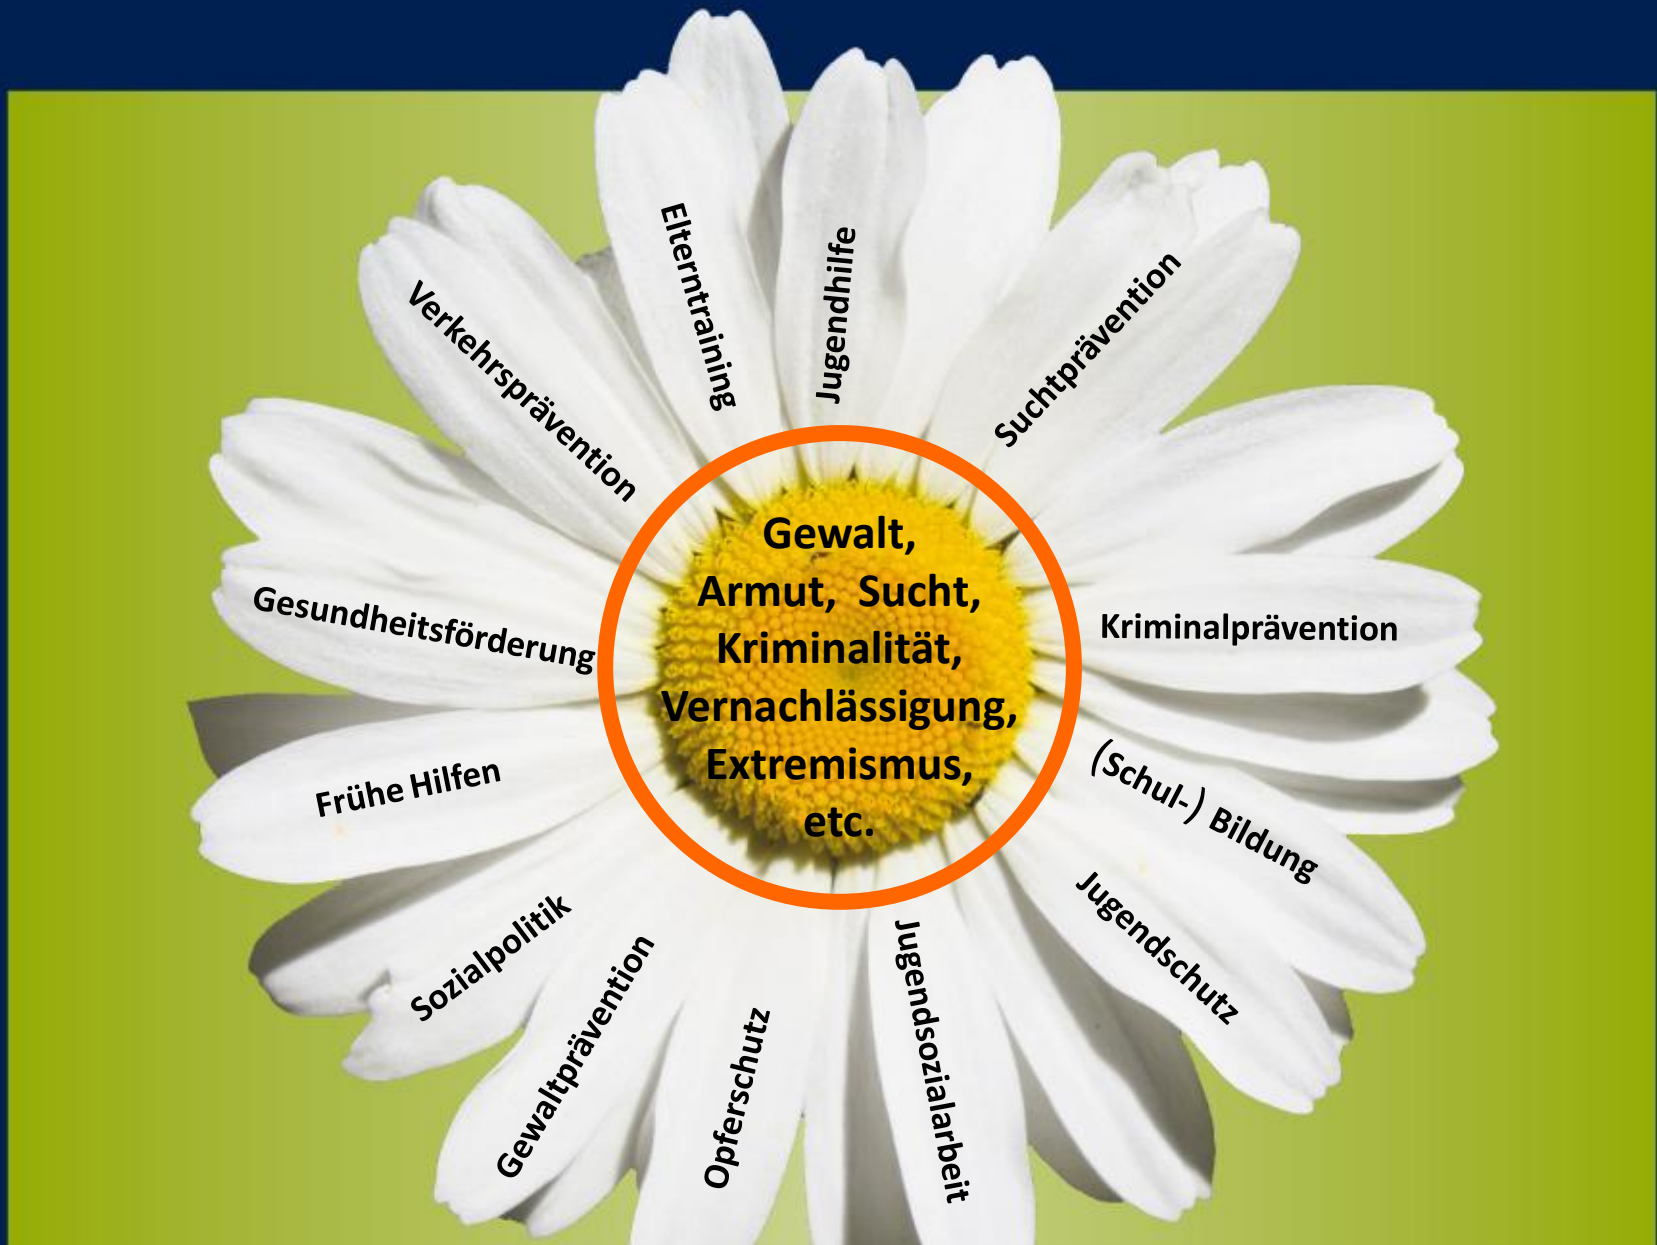 Elterntraining
Jugendhilfe
Suchtprävention
Verkehrsprävention
Gewalt,
Armut, Sucht,
Kriminalität,
Vernachlässigung,
Extremismus,
etc.
Gesundheitsförderung
Kriminalprävention
Frühe Hilfen
(Schul-) Bildung
Jugendschutz
Sozialpolitik
Gewaltprävention
Opferschutz
Jugendsozialarbeit